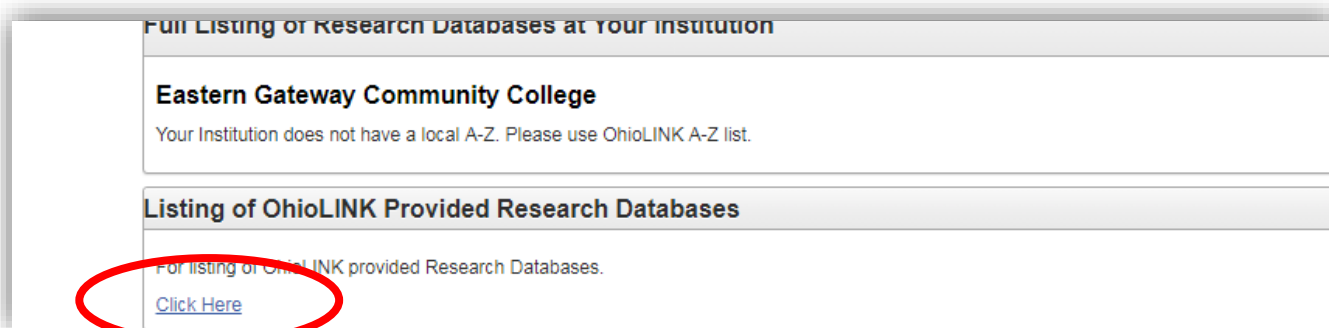 Full Listing of Research Databases at Your Institution
Eastern Gateway Community College
Your Institution does not have a local A-Z. Please use OhioLINK A-Z list.
Listing of OhioLINK Provided Research Databases
For listing of OhioLINK provided Research Databases.
Click Here